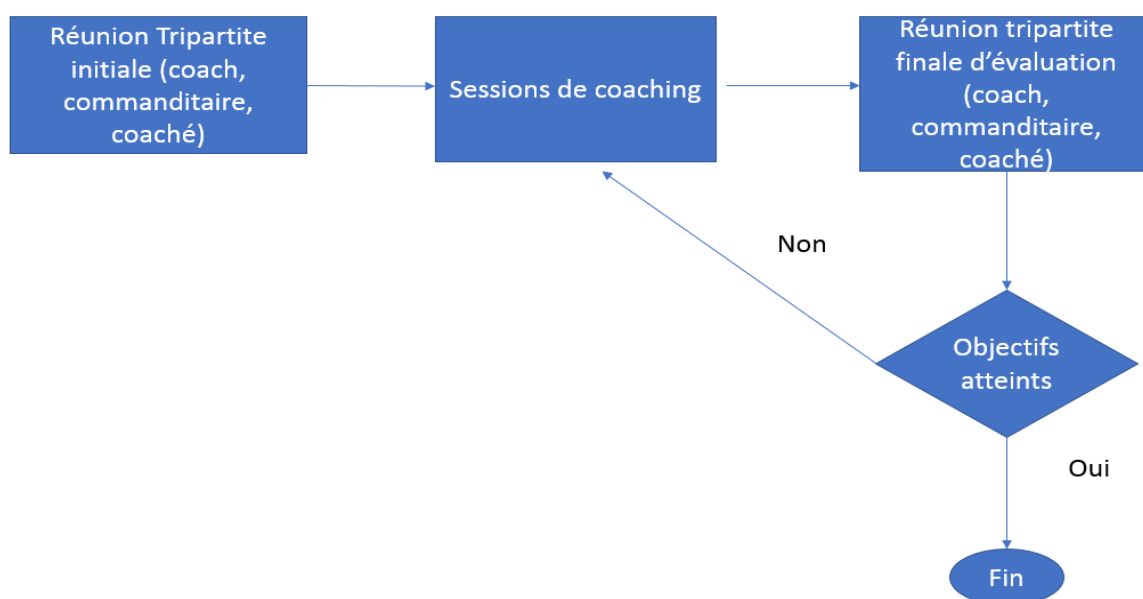 Réunion Tripartite
initiale (coach,
commanditaire,
coaché)
Sessions de coaching
Réunion tripartite
finale d’évaluation
(coach,
commanditaire,
coaché)
Non
Objectifs
atteints
Oui
Fin